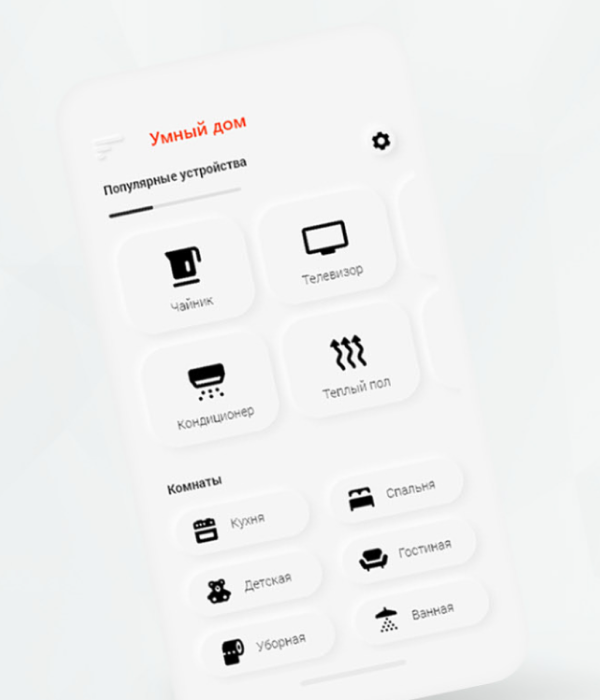 Умный дом
Популярные устройства
Чайник
Телевизор
Кондиционер
Теплый пол
Комнаты
Кухня
Спальня
Детская
Гостиная
Уборная
Ванная